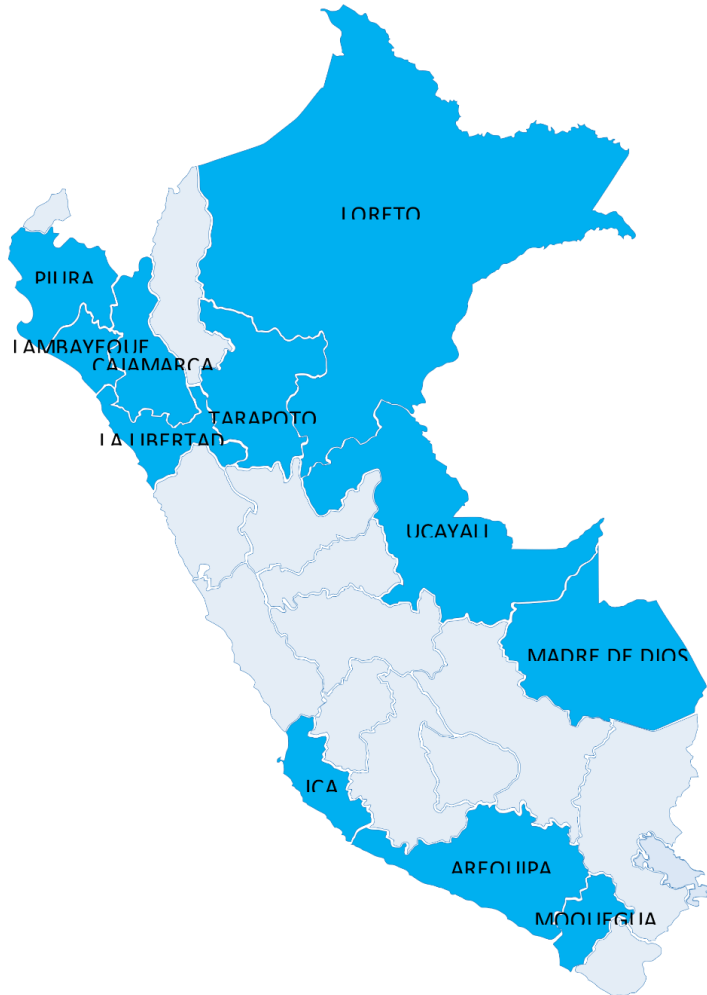 LORETO
PIURA
LAMBAYEQUE
CAJAMARCA
TARAPOTO
LA LIBERTAD
UCAYALI
MADRE DE DIOS
ICA
AREQUIPA
MOQUEGUA